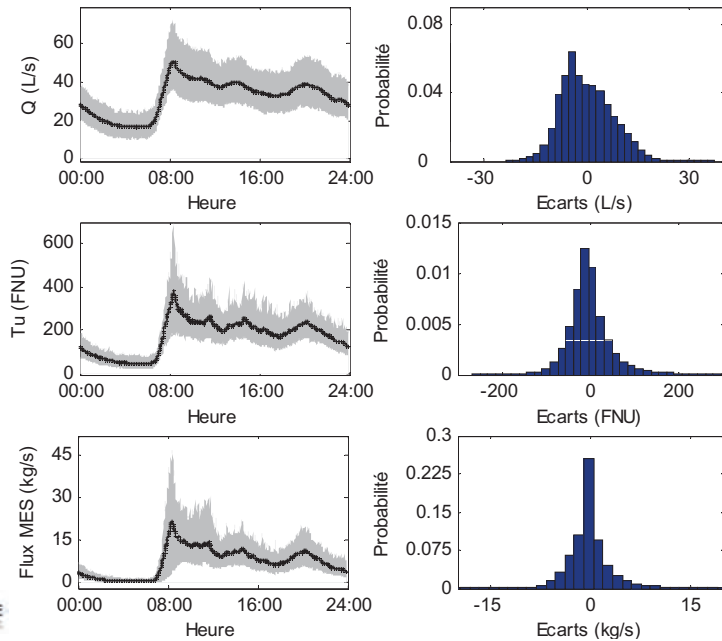 Q (L/s)
60
40
20
0
00:00 08:00 16:00 24:00
Heure
Probabilité
0.08
0.04
0
-30 0 30
Ecarts (L/s)
Tu (FNU)
600
400
200
0
00:00 08:00 16:00 24:00
Heure
Probabilité
0.015
0.01
0.005
0
-200 0 200
Ecarts (FNU)
Flux MES (kg/s)
45
30
15
0
00:00 08:00 16:00 24:00
Heure
Probabilité
0.3
0.225
0.15
0.075
0
-15 0 15
Ecarts (kg/s)